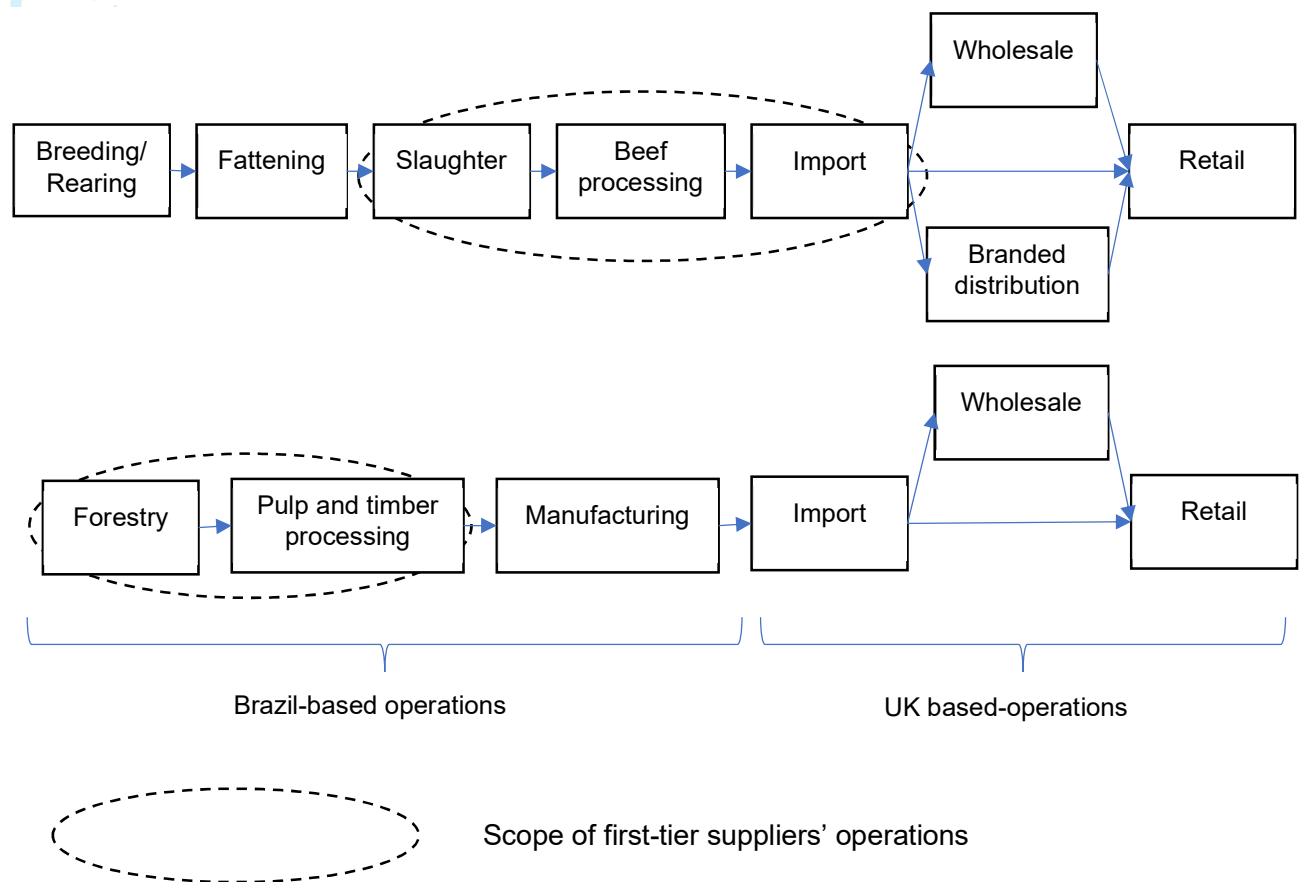 Wholesale
Breeding/
Rearing
Fattening
Slaughter
Beef
processing
Import
Retail
Branded
distribution
Wholesale
Forestry
Pulp and timber
processing
Manufacturing
Import
Retail
Brazil-based operations
UK based-operations
Scope of first-tier suppliers’ operations